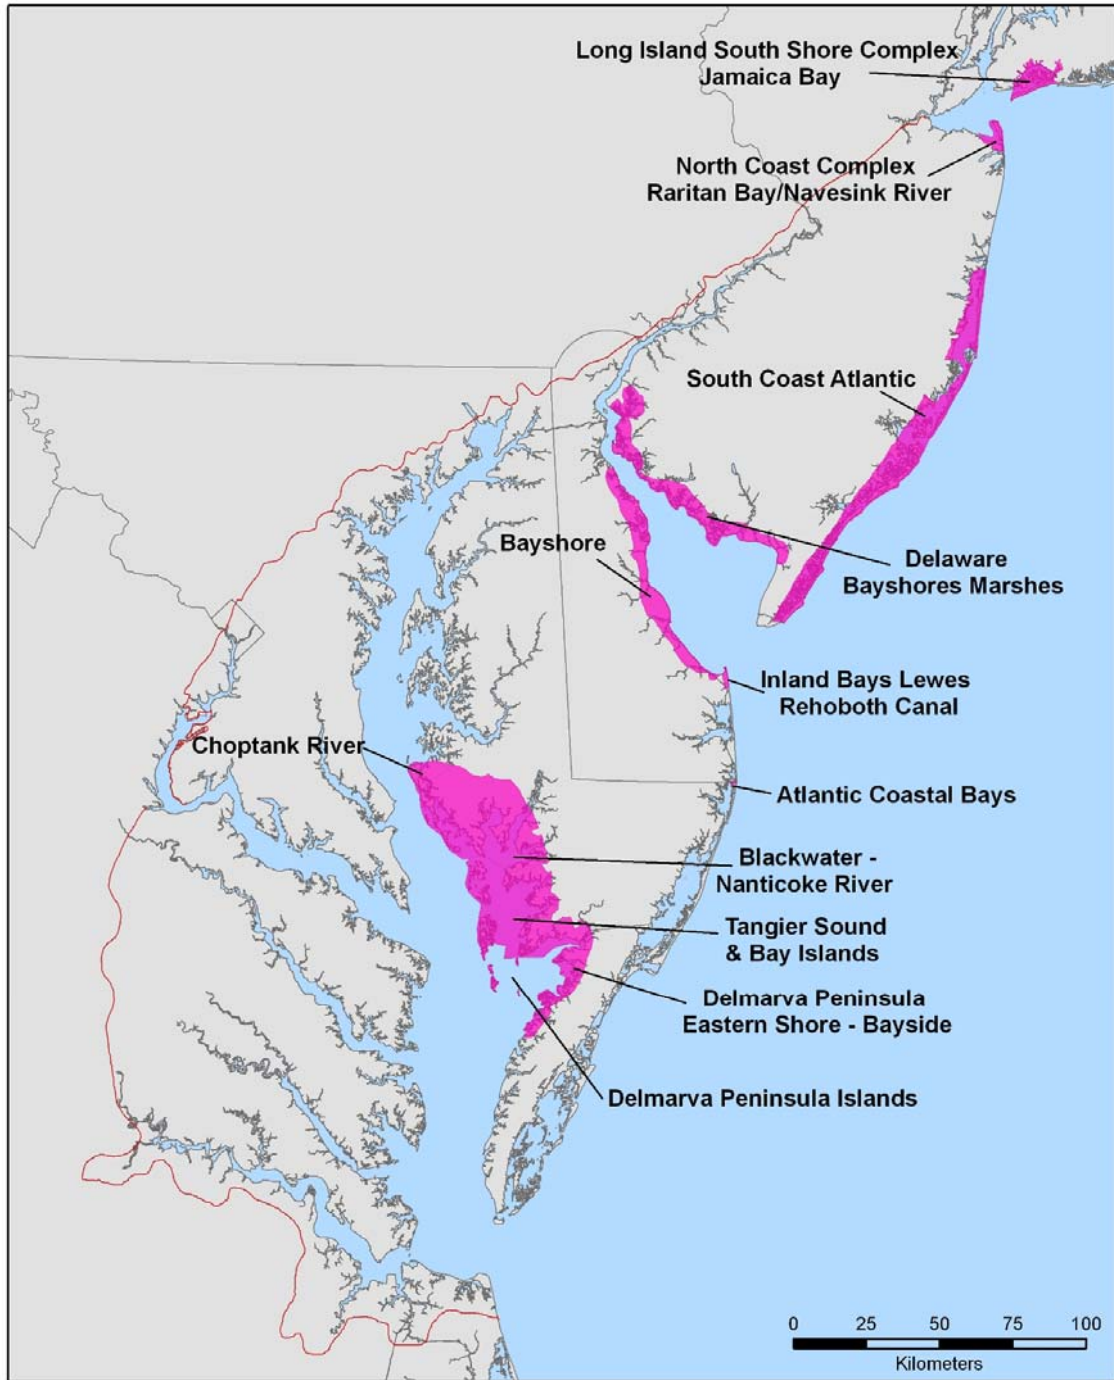 Long Island South Shore Complex
Jamaica Bay
North Coast Complex
Raritan Bay/Navesink River
South Coast Atlantic
Bayshore
Delaware
Bayshores Marshes
Inland Bays Lewes
Rehoboth Canal
Choptank River
Atlantic Coastal Bays
Blackwater -
Nanticoke River
Tangier Sound
& Bay Islands
Delmarva Peninsula
Eastern Shore - Bayside
Delmarva Peninsula Islands
0 25 50 75 100
Kilometers